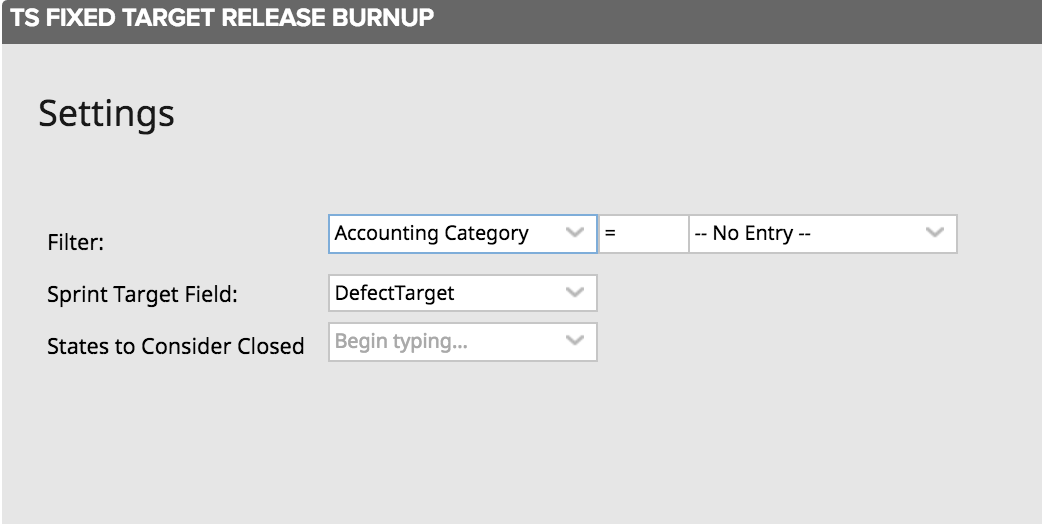 TS FIXED TARGET RELEASE BURNUP
Settings
Filter: Accounting Category = -- No Entry --
Sprint Target Field: DefectTarget
States to Consider Closed Begin typing...